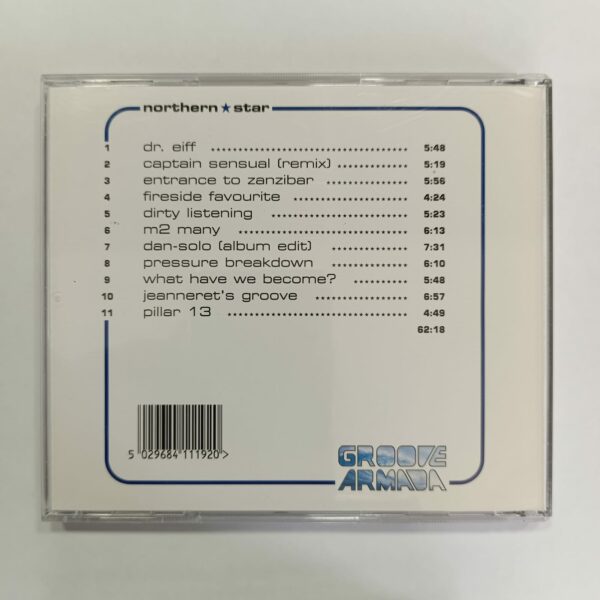 northern ★ star
1 dr. eiff 5:48
2 captain sensual (remix) 5:19
3 entrance to zanzibar 5:56
4 fireside favourite 4:24
5 dirty listening 5:23
6 m2 many 6:13
7 dan-solo (album edit) 7:31
8 pressure breakdown 6:10
9 what have we become? 5:48
10 jeanneret's groove 6:57
11 pillar 13 4:49
62:18
5 029684 111920>
GROOVE
ARMADA